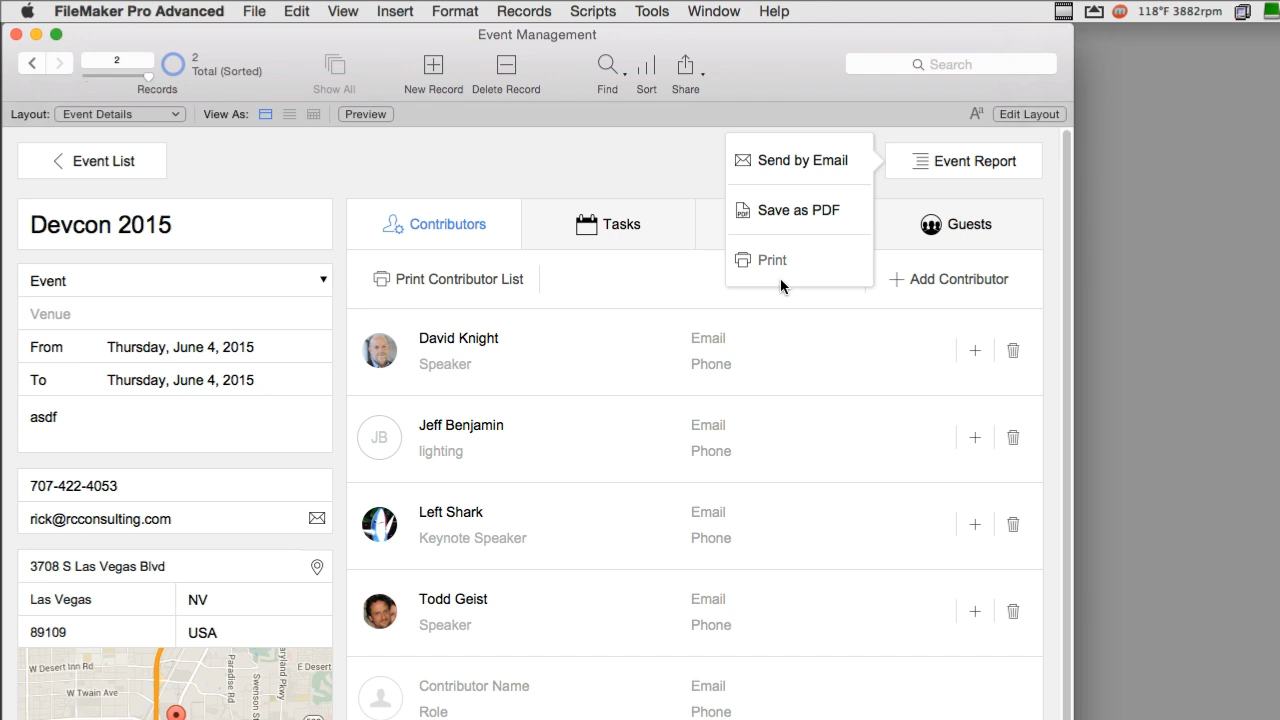 FileMaker Pro Advanced File Edit View Insert Format Records Scripts Tools Window Help 118°F 3882rpm
Event Management
2 2 Total (Sorted) Records
Show All New Record Delete Record Find Sort Share
Search
Layout: Event Details View As: Preview Aa Edit Layout
Event List
Send by Email
Save as PDF
Print
Event Report
Devcon 2015
Contributors Tasks Guests
Event
Venue
From Thursday, June 4, 2015
To Thursday, June 4, 2015
asdf
707-422-4053
rick@rcconsulting.com
3708 S Las Vegas Blvd
Las Vegas NV
89109 USA
W Desert Inn Rd
W Twain Ave
Paradise Rd
Swenson St
aryland Pkwy
E Desert
Print Contributor List Add Contributor
David Knight Email
Speaker Phone
JB
Jeff Benjamin Email
lighting Phone
Left Shark Email
Keynote Speaker Phone
Todd Geist Email
Speaker Phone
Contributor Name Email
Role Phone